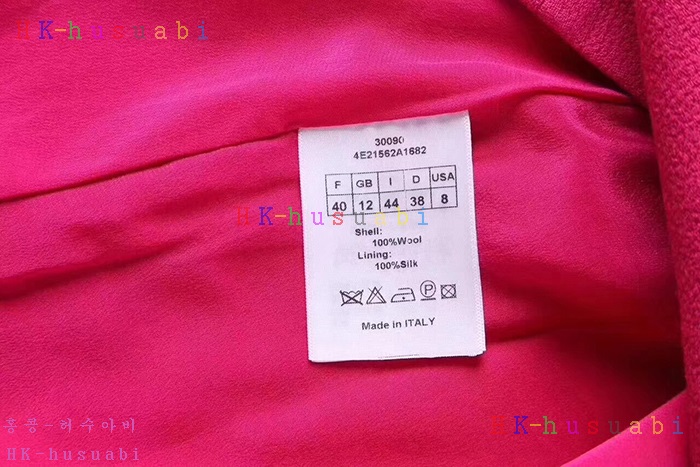 HK-husuabi
30090
4E21562A1682
F GB I D USA
40 12 44 38 8
HK-husuabi
Shell:
100%Wool
Lining:
100%Silk
Made in ITALY
홍콩-허수아비
HK-husuabi
HK-husuabi